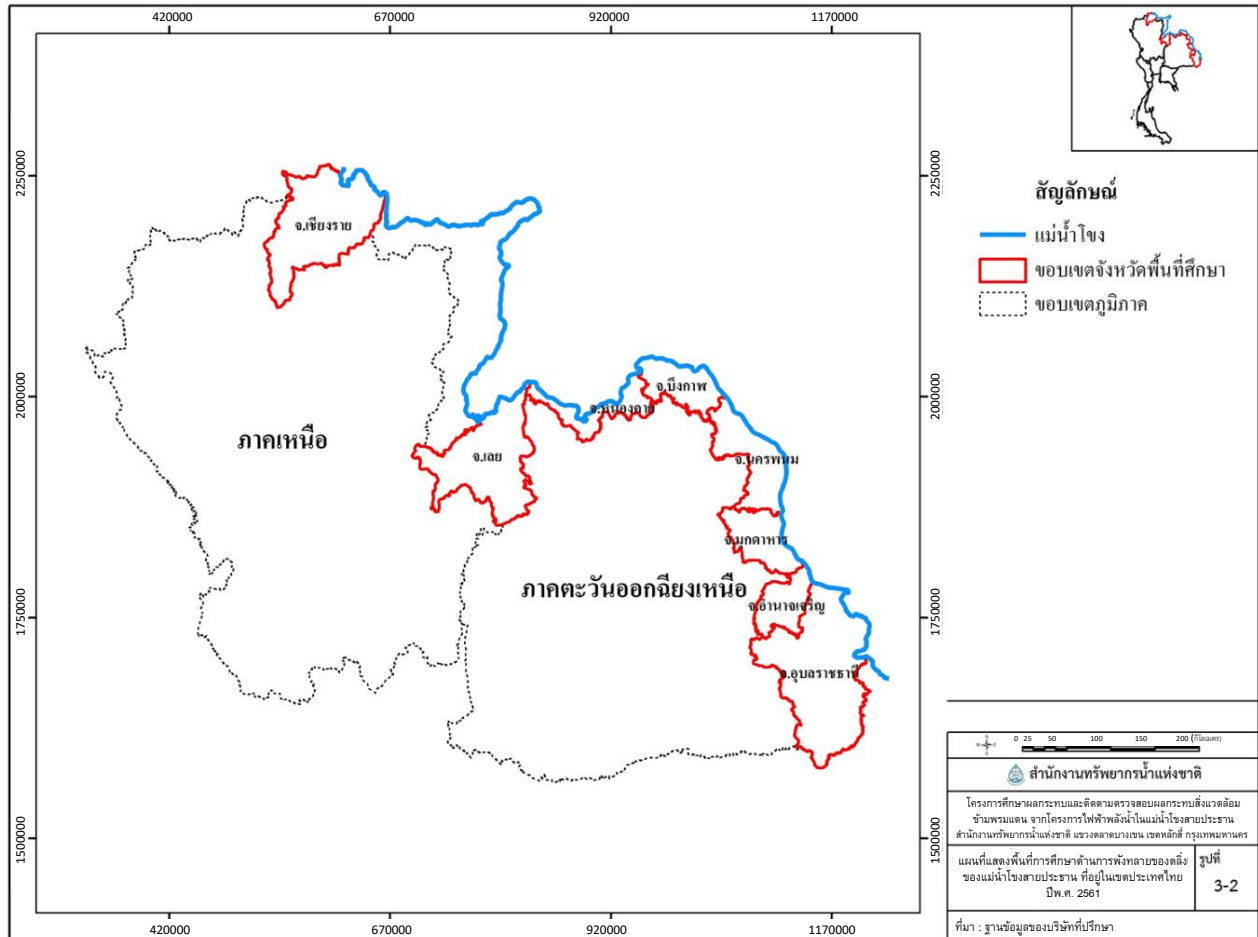 420000
670000
920000
1170000
2250000
2000000
1750000
1500000
2250000
2000000
1750000
1500000
จ.เชียงราย
จ.บึงกาฬ
จ.หนองคาย
ภาคเหนือ
จ.เลย
จ.นครพนม
จ.มุกดาหาร
ภาคตะวันออกเฉียงเหนือ
จ.อำนาจเจริญ
จ.อุบลราชธานี
420000
670000
920000
1170000
สัญลักษณ์
แม่น้ำโขง
ขอบเขตจังหวัดพื้นที่ศึกษา
ขอบเขตภูมิภาค
0 25 50 100 150 200 (กิโลเมตร)
สำนักงานทรัพยากรน้ำแห่งชาติ
โครงการศึกษาผลกระทบและติดตามตรวจสอบผลกระทบสิ่งแวดล้อม
ข้ามพรมแดน จากโครงการไฟฟ้าพลังน้ำในแม่น้ำโขงสายประธาน
สำนักงานทรัพยากรน้ำแห่งชาติ แขวงตลาดบางเขน เขตหลักสี่ กรุงเทพมหานคร
แผนที่แสดงพื้นที่การศึกษาด้านการพังทลายของตลิ่ง
ของแม่น้ำโขงสายประธาน ที่อยู่ในเขตประเทศไทย
ปีพ.ศ. 2561
รูปที่
3-2
ที่มา : ฐานข้อมูลของบริษัทที่ปรึกษา